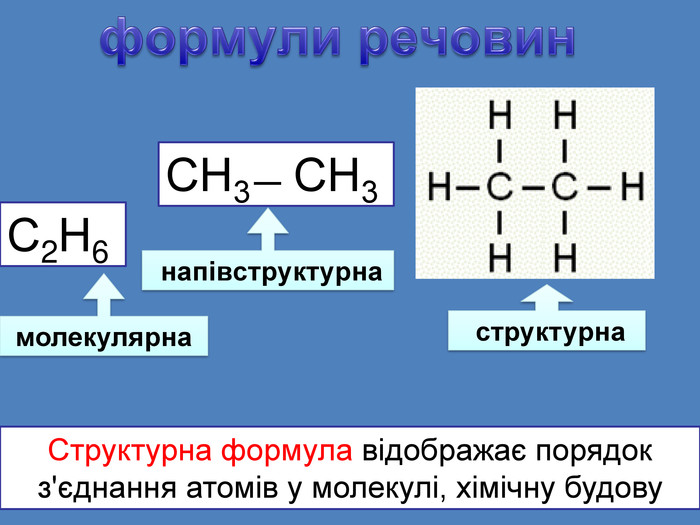 формули речовин
H H
CH₃ – CH₃
H – C – C – H
C₂H₆
H H
напівструктурна
структурна
молекулярна
Структурна формула відображає порядок
з'єднання атомів у молекулі, хімічну будову